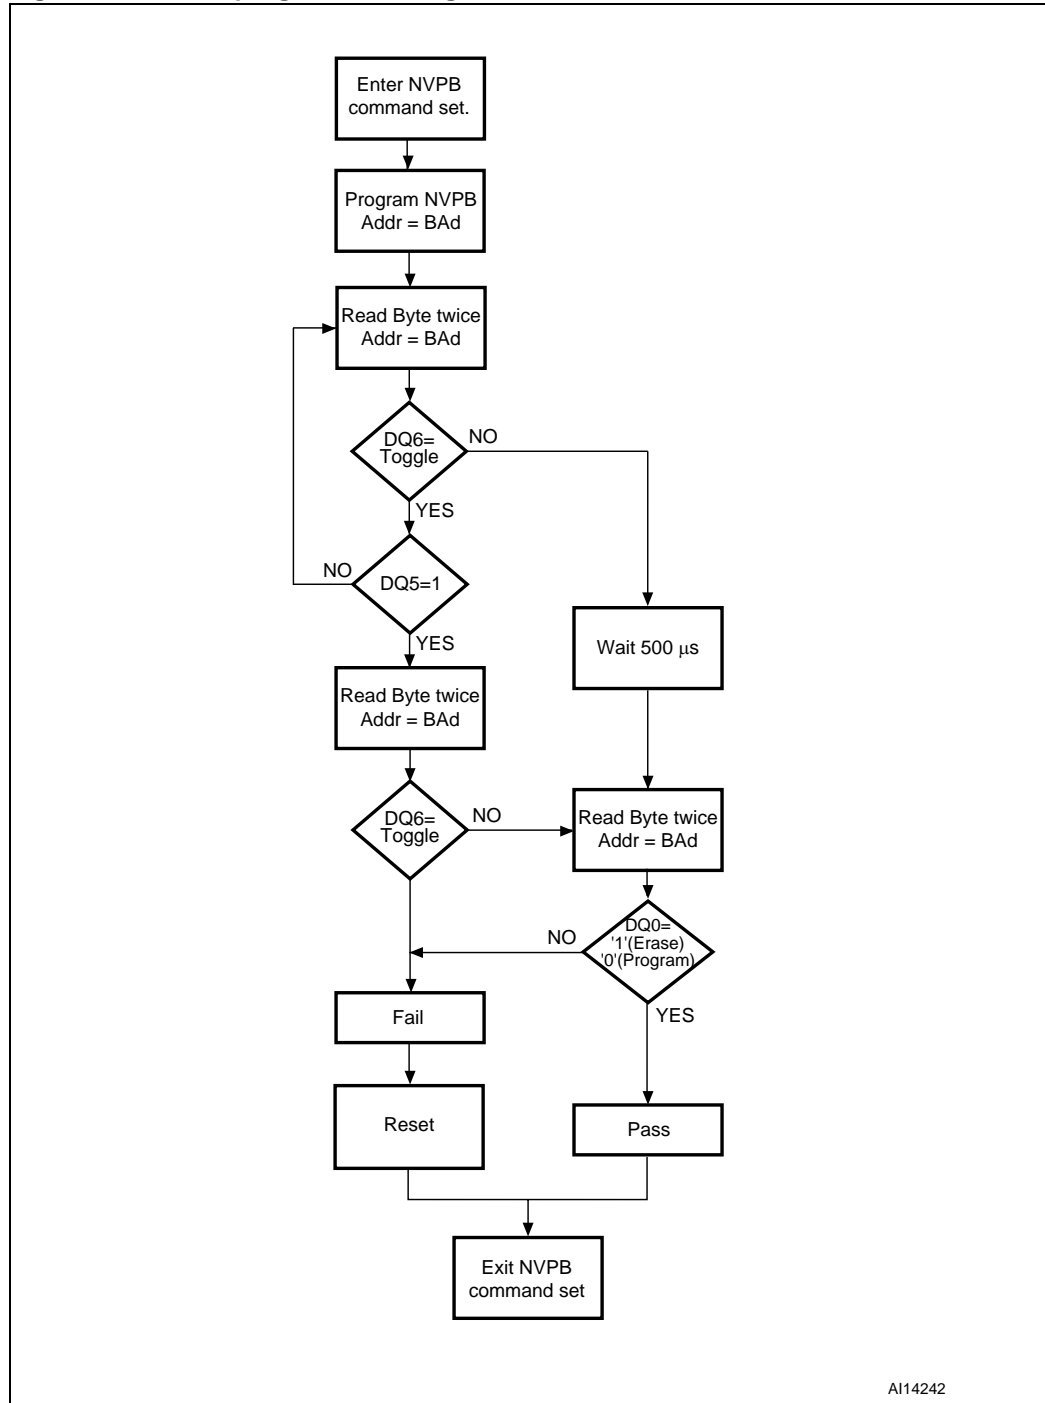 Enter NVPB
command set.
Program NVPB
Addr = BAd
Read Byte twice
Addr = BAd
DQ6=
Toggle
NO
YES
DQ5=1
NO
YES
Wait 500 μs
Read Byte twice
Addr = BAd
DQ6=
Toggle
NO
Read Byte twice
Addr = BAd
DQ0=
'1'(Erase)
'0'(Program)
NO
YES
Fail
Reset
Pass
Exit NVPB
command set
AI14242